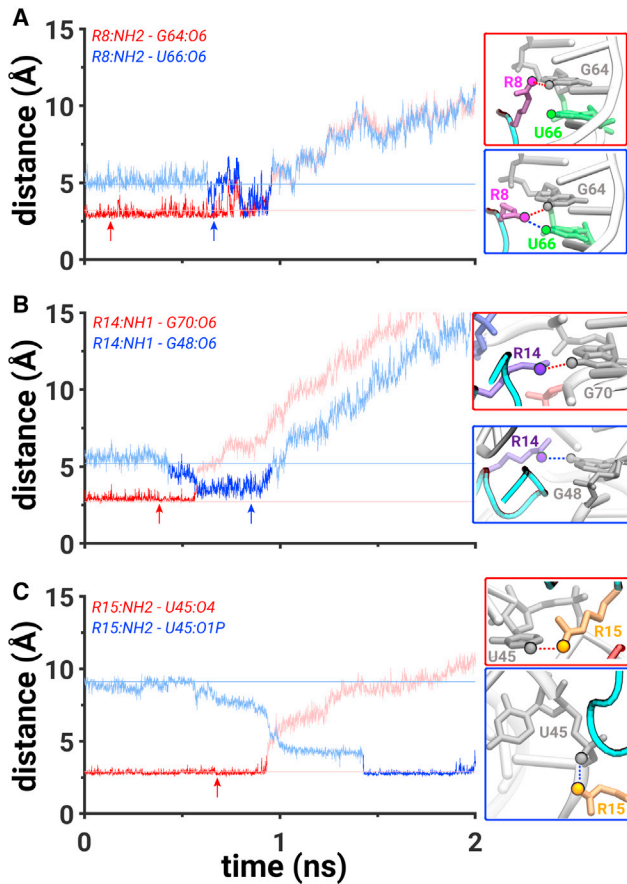 A
R8:NH2 - G64:O6
R8:NH2 - U66:O6
distance (Å)
15
10
5
0
R8
G64
U66
R8
G64
U66
B
R14:NH1 - G70:O6
R14:NH1 - G48:O6
distance (Å)
15
10
5
0
R14
G70
R14
G48
C
R15:NH2 - U45:O4
R15:NH2 - U45:O1P
distance (Å)
15
10
5
0
0
1
2
time (ns)
U45
R15
U45
R15